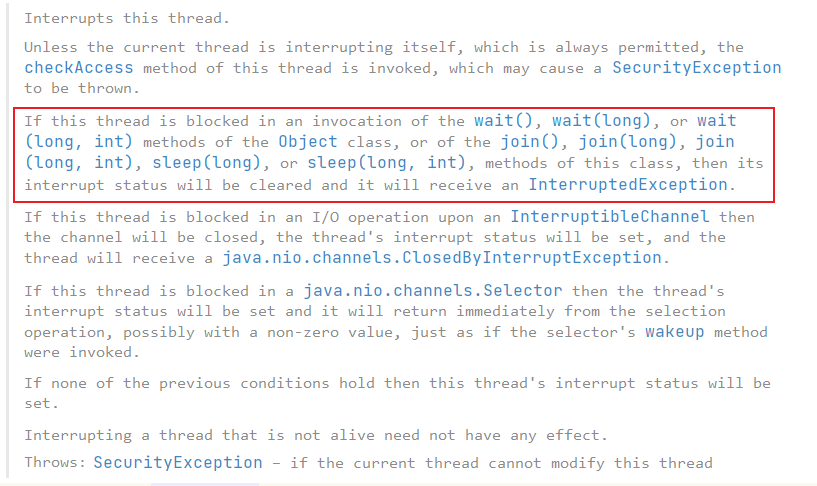 Interrupts this thread.
Unless the current thread is interrupting itself, which is always permitted, the
checkAccess method of this thread is invoked, which may cause a SecurityException
to be thrown.
If this thread is blocked in an invocation of the wait(), wait(long), or wait
(long, int) methods of the Object class, or of the join(), join(long), join
(long, int), sleep(long), or sleep(long, int), methods of this class, then its
interrupt status will be cleared and it will receive an InterruptedException.
If this thread is blocked in an I/O operation upon an InterruptibleChannel then
the channel will be closed, the thread's interrupt status will be set, and the
thread will receive a java.nio.channels.ClosedByInterruptException.
If this thread is blocked in a java.nio.channels.Selector then the thread's
interrupt status will be set and it will return immediately from the selection
operation, possibly with a non-zero value, just as if the selector's wakeup method
were invoked.
If none of the previous conditions hold then this thread's interrupt status will be
set.
Interrupting a thread that is not alive need not have any effect.
Throws: SecurityException – if the current thread cannot modify this thread